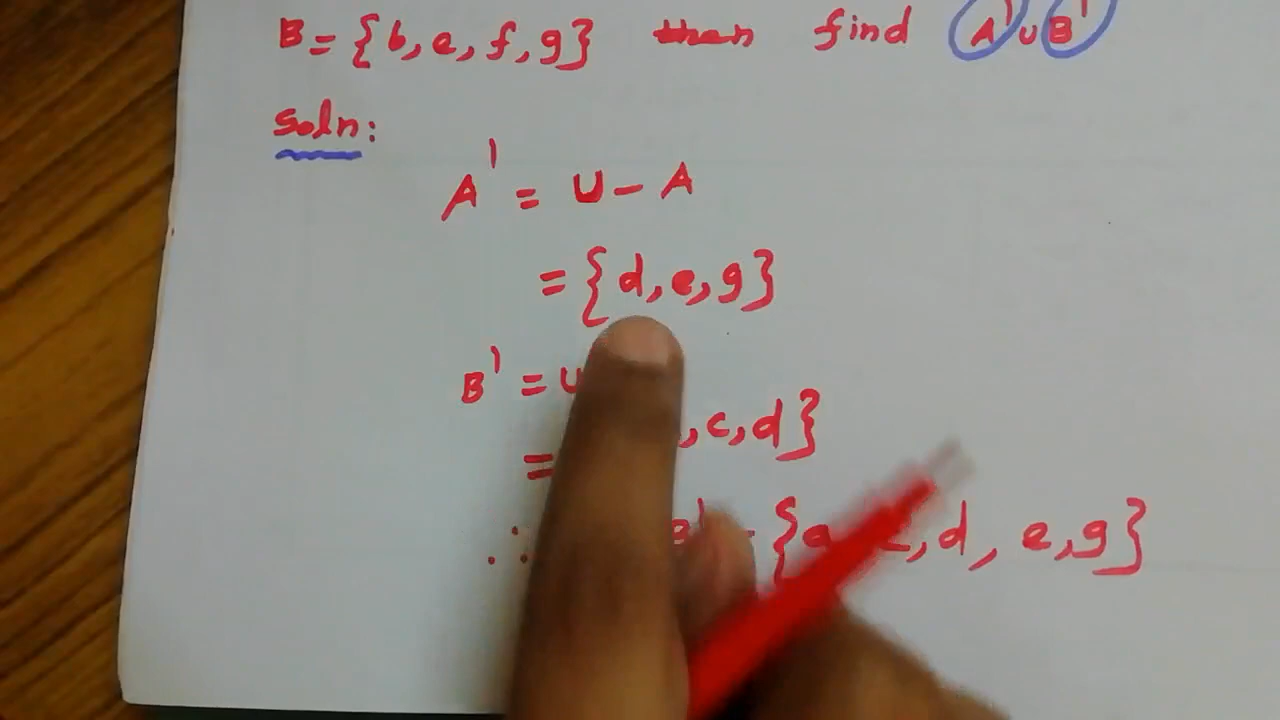 B = {b, e, f, g} then find A' ∪ B'
Soln:
A' = U - A
= {d, e, g}
B' = U
= , c, d}
∴ B' = {a, c, d, e, g}